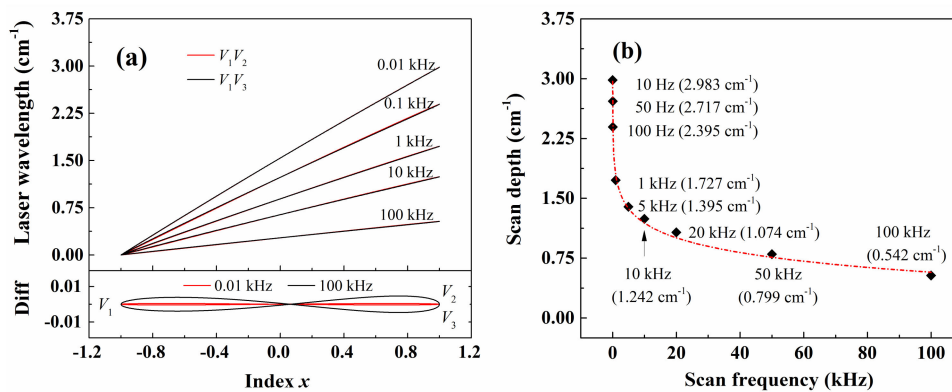 (a)
V₁V₂
V₁V₃
0.01 kHz
0.1 kHz
1 kHz
10 kHz
100 kHz
Laser wavelength (cm⁻¹)
3.75
3.00
2.25
1.50
0.75
0.00
Diff
0.01
-0.01
0.01 kHz
100 kHz
V₁
V₂
V₃
-1.2
-0.8
-0.4
0.0
0.4
0.8
1.2
Index x
(b)
Scan depth (cm⁻¹)
3.75
3.00
2.25
1.50
0.75
0.00
10 Hz (2.983 cm⁻¹)
50 Hz (2.717 cm⁻¹)
100 Hz (2.395 cm⁻¹)
1 kHz (1.727 cm⁻¹)
5 kHz (1.395 cm⁻¹)
20 kHz (1.074 cm⁻¹)
100 kHz
(0.542 cm⁻¹)
10 kHz
(1.242 cm⁻¹)
50 kHz
(0.799 cm⁻¹)
0
20
40
60
80
100
Scan frequency (kHz)